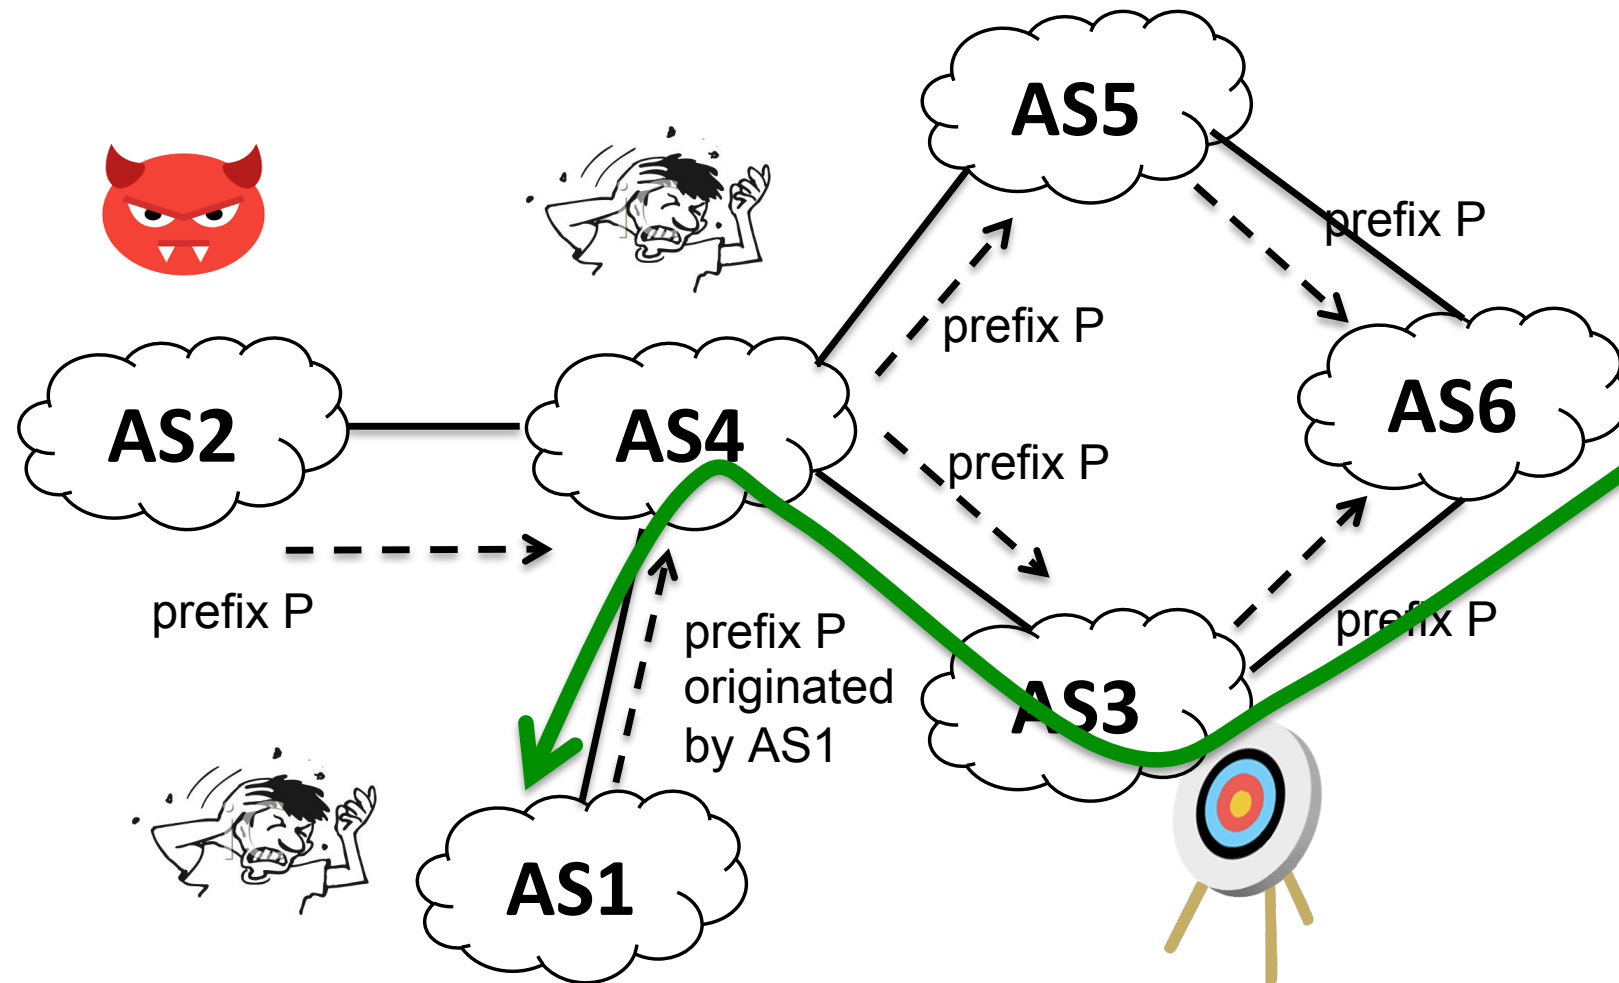 AS5
prefix P
prefix P
AS2
AS4
AS6
prefix P
prefix P
prefix P
originated
by AS1
prefix P
AS3
AS1